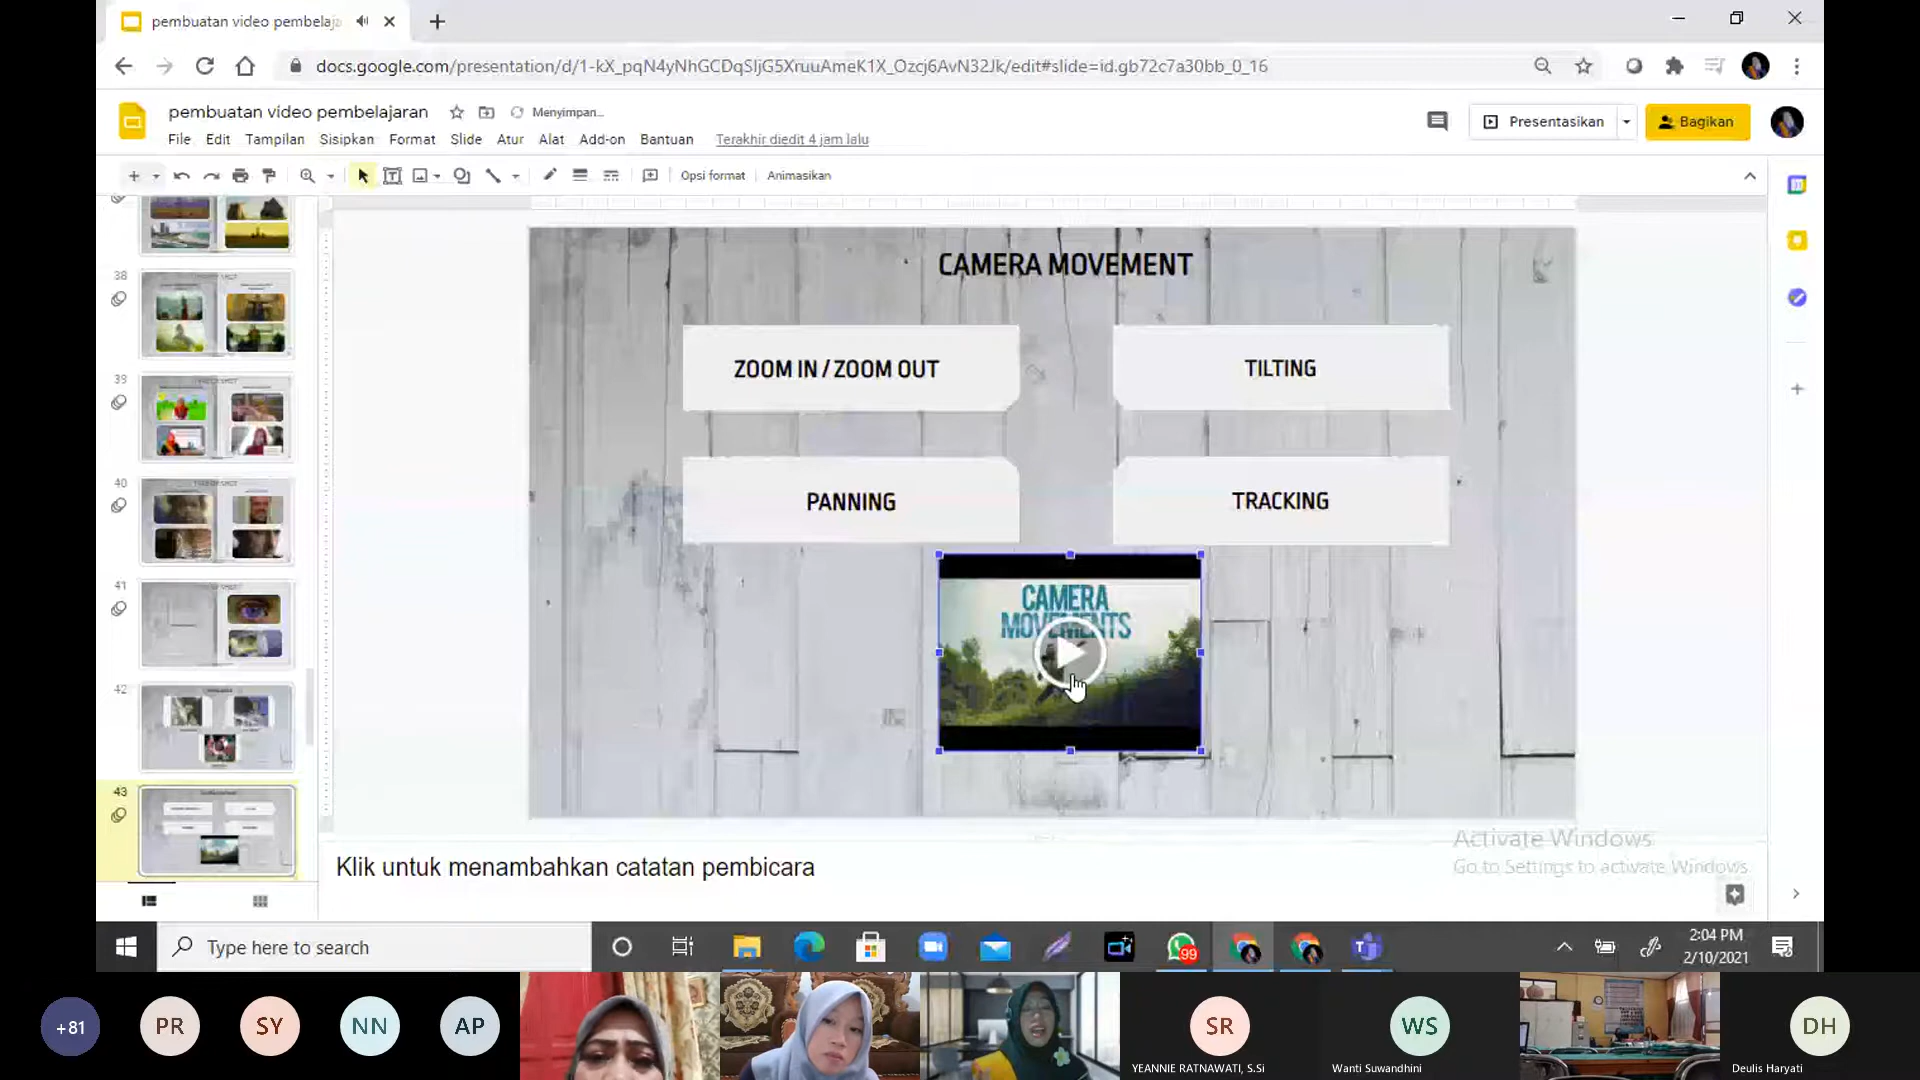 pembuatan video pembelaja
docs.google.com/presentation/d/1-kX_pqN4yNhGCDqSljG5XruuAmeK1X_Ozcj6AvN32Jk/edit#slide=id.gb72c7a30bb_0_16
pembuatan video pembelajaran
Menyimpan...
Presentasikan
Bagikan
File Edit Tampilan Sisipkan Format Slide Atur Alat Add-on Bantuan Terakhir diedit 4 jam lalu
Opsi format Animasikan
38
39
40
41
42
43
CAMERA MOVEMENT
ZOOM IN / ZOOM OUT
TILTING
PANNING
TRACKING
CAMERA
MOVEMENTS
Klik untuk menambahkan catatan pembicara
Activate Windows
Go to Settings to activate Windows.
Type here to search
99
2:04 PM
2/10/2021
+81
PR
SY
NN
AP
SR
YEANNIE RATNAWATI, S.Si
WS
Wanti Suwandhini
DH
Deulis Haryati